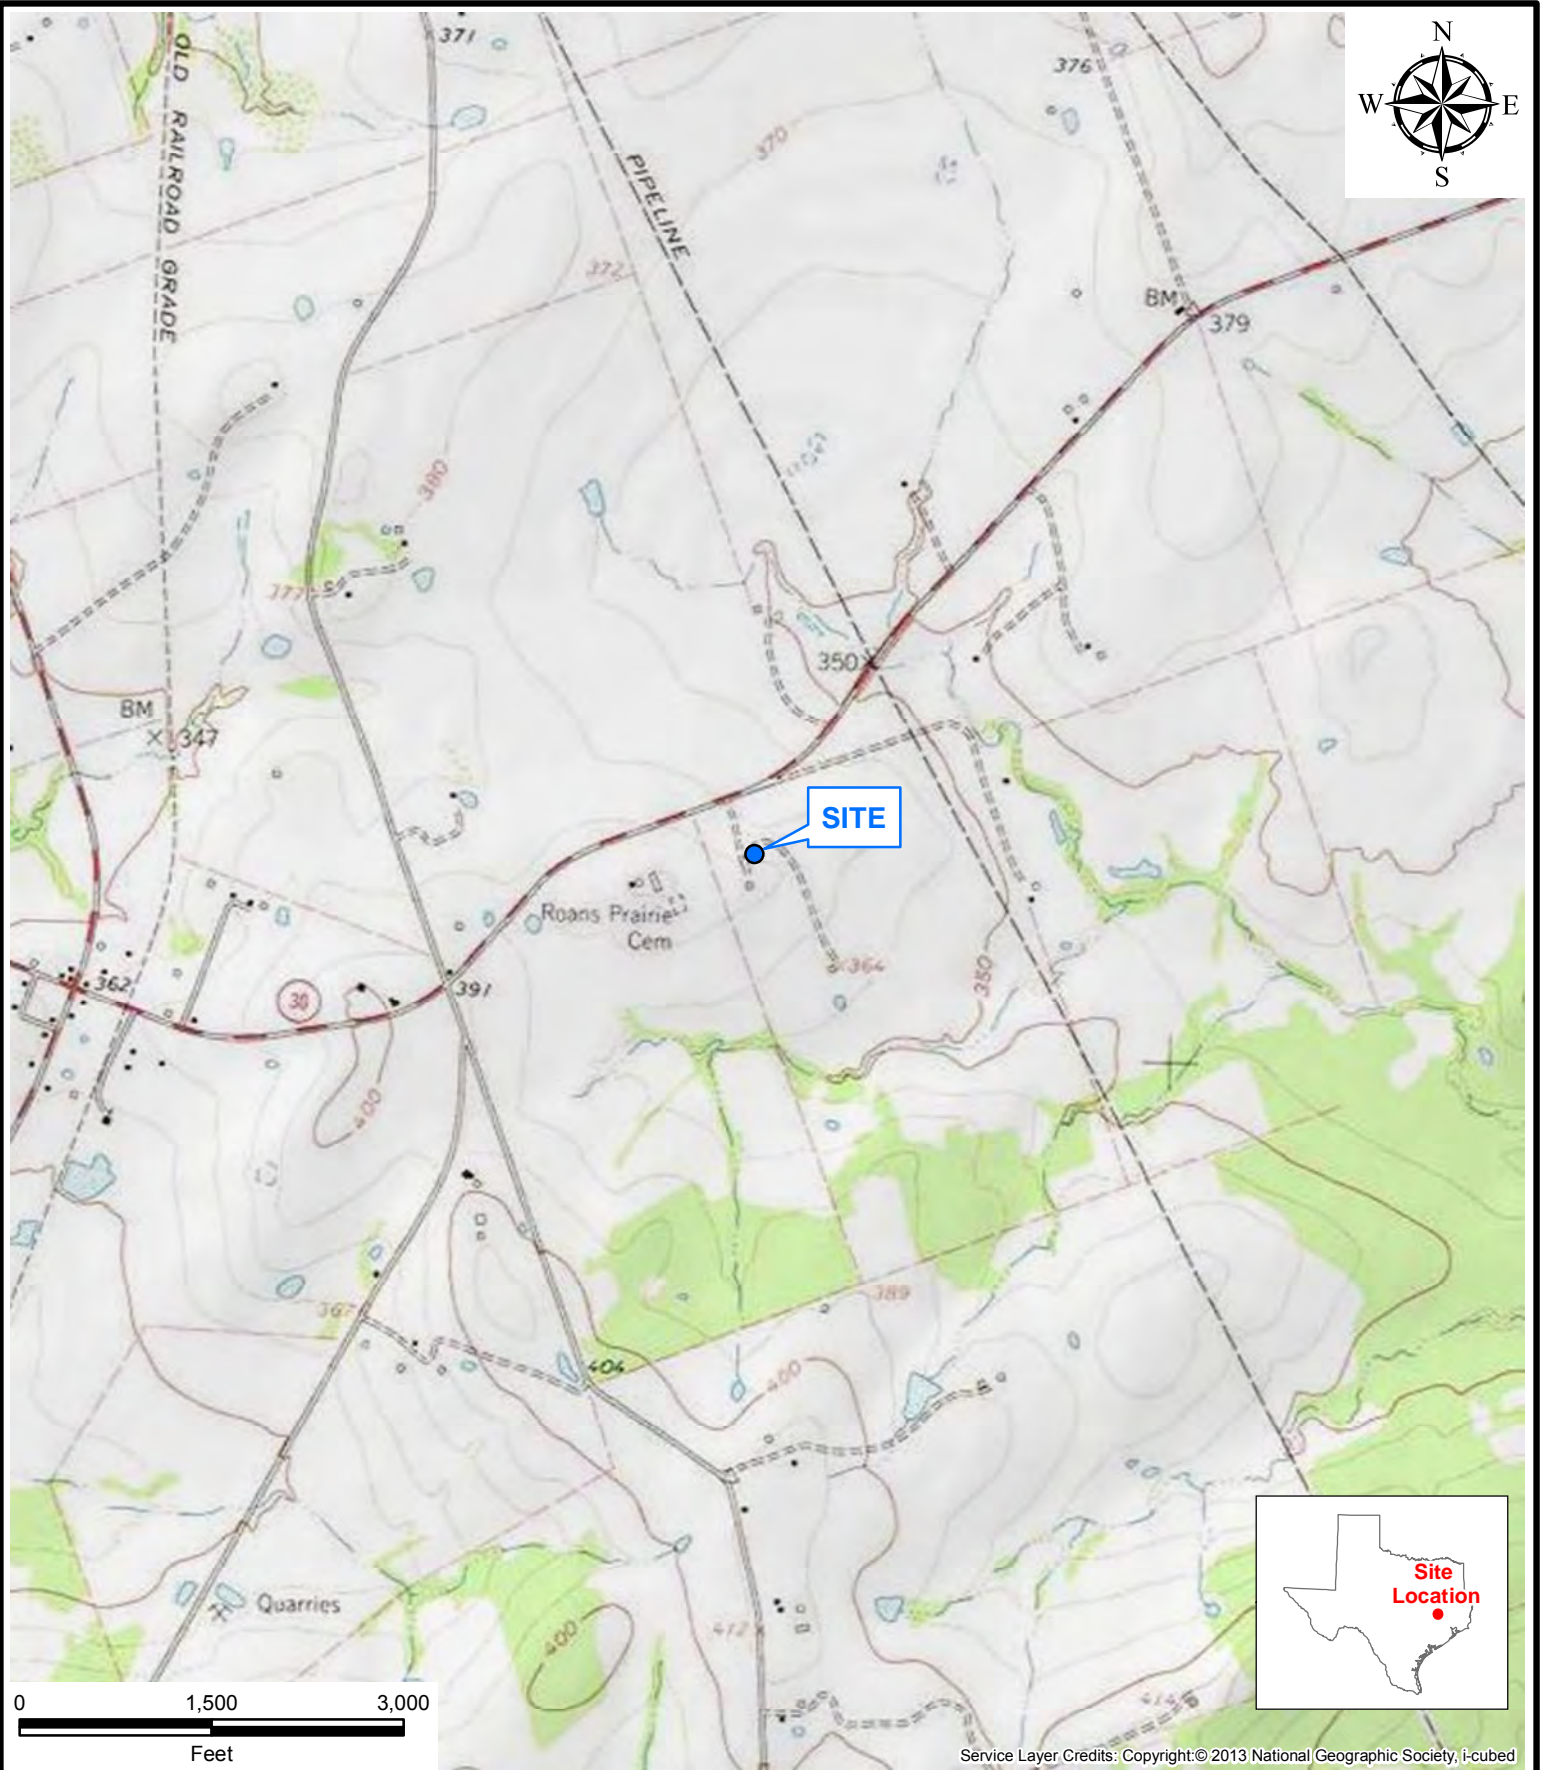 371
376
N
W
E
S
OLD RAILROAD GRADE
370
PIPELINE
372
BM
379
380
377
350
BM
347
SITE
Roans Prairie
Cem
364
350
362
391
30
400
367
389
404
400
Quarries
400
412
414
Site
Location
0
1,500
3,000
Feet
Service Layer Credits: Copyright:© 2013 National Geographic Society, i-cubed